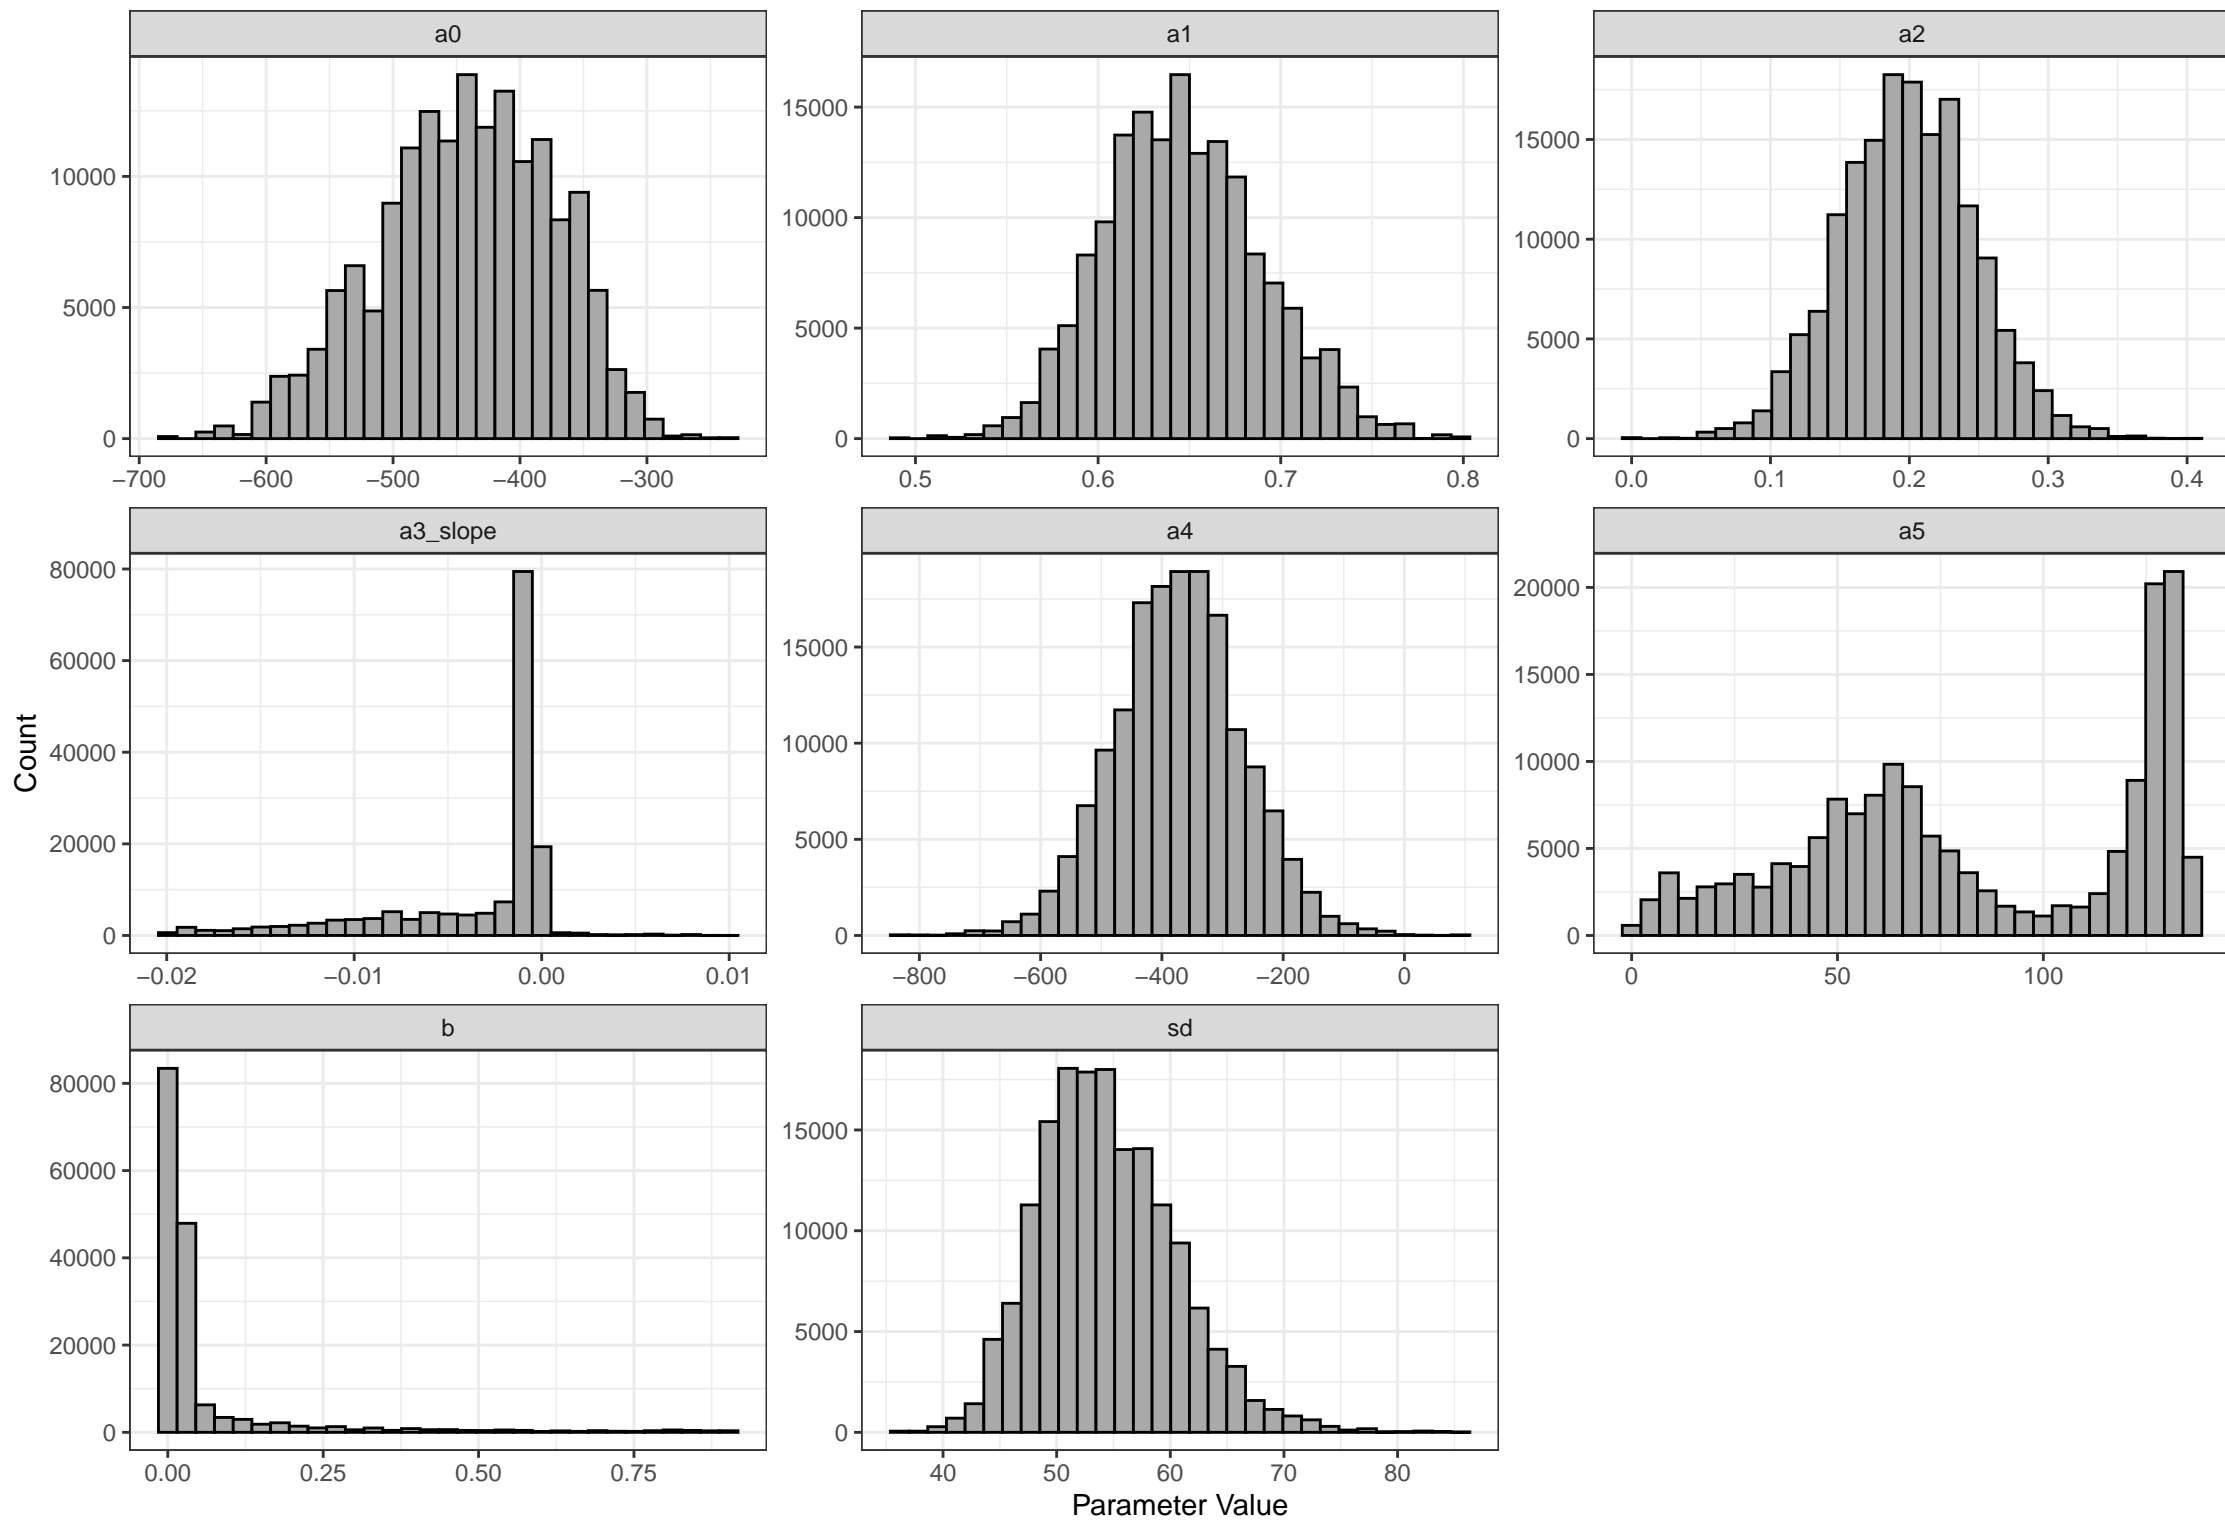 a0
a1
a2
10000
5000
0
−700 −600 −500 −400 −300
15000
10000
5000
0
0.5 0.6 0.7 0.8
15000
10000
5000
0
0.0 0.1 0.2 0.3 0.4
a3_slope
a4
a5
80000
60000
40000
20000
0
−0.02 −0.01 0.00 0.01
15000
10000
5000
0
−800 −600 −400 −200 0
20000
15000
10000
5000
0
0 50 100
b
sd
80000
60000
40000
20000
0
0.00 0.25 0.50 0.75
15000
10000
5000
0
40 50 60 70 80
Count
Parameter Value